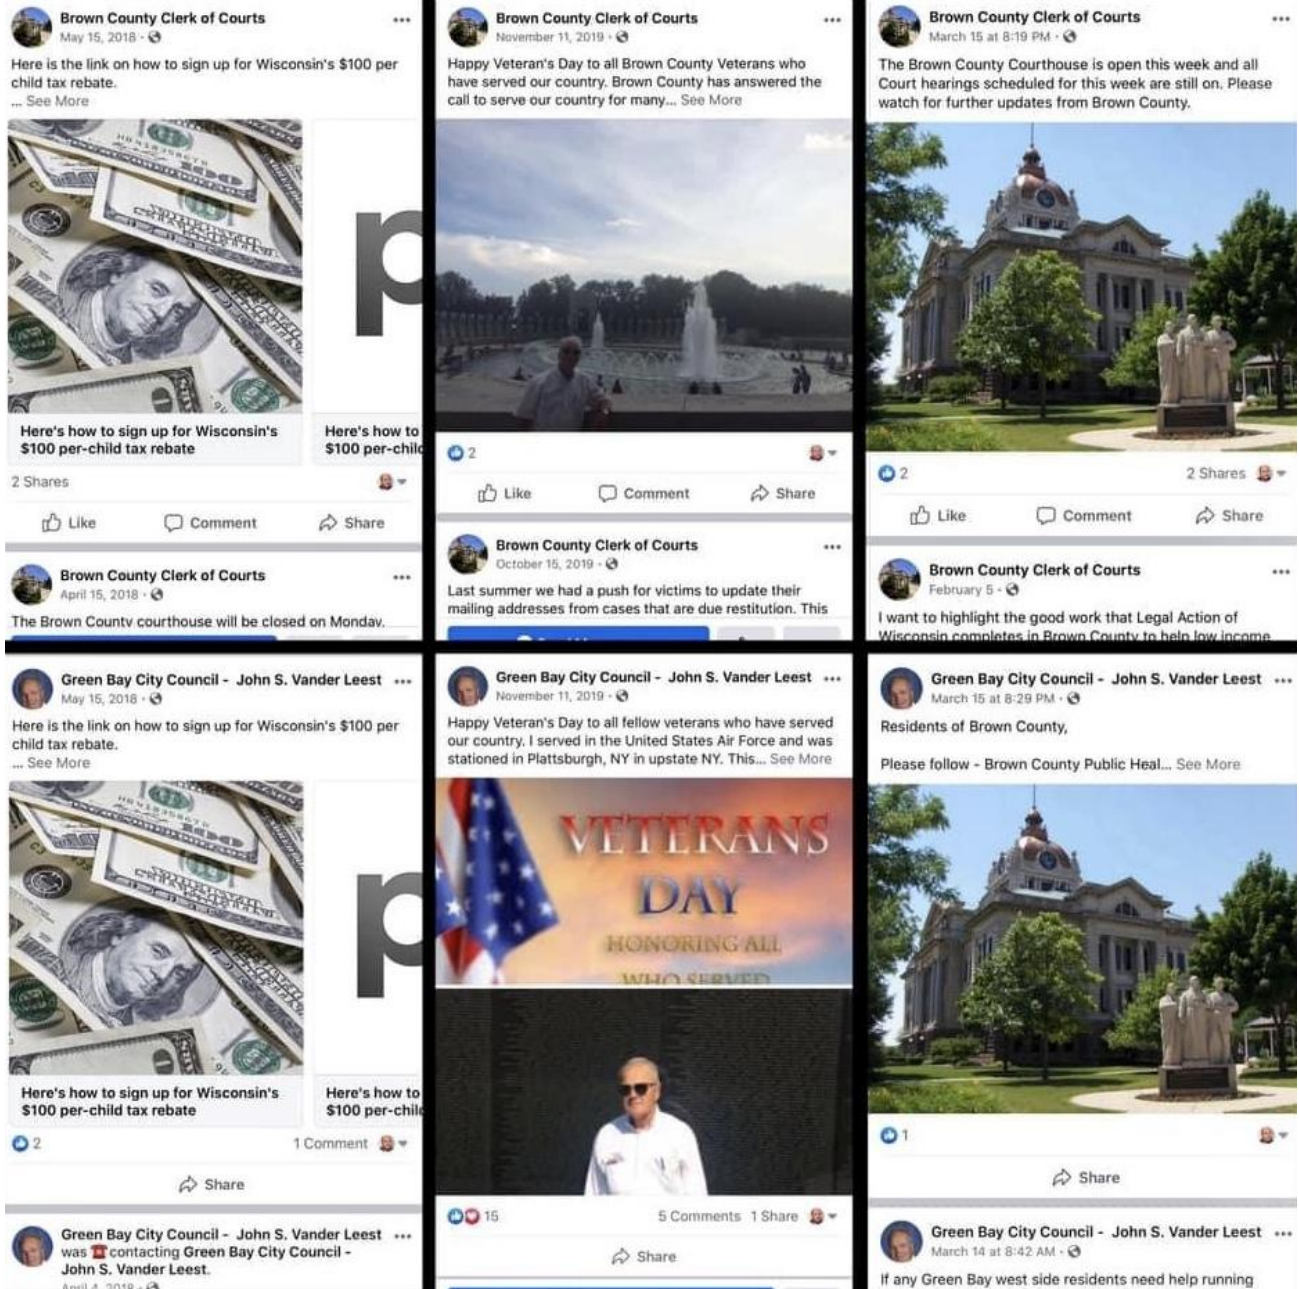 Brown County Clerk of Courts
May 15, 2018
Here is the link on how to sign up for Wisconsin's $100 per
child tax rebate.
... See More
100
Here's how to sign up for Wisconsin's
$100 per-child tax rebate
p
Here's how to
$100 per-child
2 Shares
Like Comment Share
Brown County Clerk of Courts
April 15, 2018
The Brown County courthouse will be closed on Monday.
Brown County Clerk of Courts
November 11, 2019
Happy Veteran's Day to all Brown County Veterans who
have served our country. Brown County has answered the
call to serve our country for many... See More
2
Like Comment Share
Brown County Clerk of Courts
October 15, 2019
Last summer we had a push for victims to update their
mailing addresses from cases that are due restitution. This
Brown County Clerk of Courts
March 15 at 8:19 PM
The Brown County Courthouse is open this week and all
Court hearings scheduled for this week are still on. Please
watch for further updates from Brown County.
2
2 Shares
Like Comment Share
Brown County Clerk of Courts
February 5
I want to highlight the good work that Legal Action of
Wisconsin completes in Brown County to help low income
Green Bay City Council - John S. Vander Leest
May 15, 2018
Here is the link on how to sign up for Wisconsin's $100 per
child tax rebate.
... See More
100
Here's how to sign up for Wisconsin's
$100 per-child tax rebate
p
Here's how to
$100 per-child
2
1 Comment
Share
Green Bay City Council - John S. Vander Leest
was contacting Green Bay City Council -
John S. Vander Leest.
April 4, 2018
Green Bay City Council - John S. Vander Leest
November 11, 2019
Happy Veteran's Day to all fellow veterans who have served
our country. I served in the United States Air Force and was
stationed in Plattsburgh, NY in upstate NY. This... See More
VETERANS
DAY
HONORING ALL
WHO SERVED
15
5 Comments 1 Share
Share
Green Bay City Council - John S. Vander Leest
March 15 at 8:29 PM
Residents of Brown County,
Please follow - Brown County Public Heal... See More
1
Share
Green Bay City Council - John S. Vander Leest
March 14 at 8:42 AM
If any Green Bay west side residents need help running